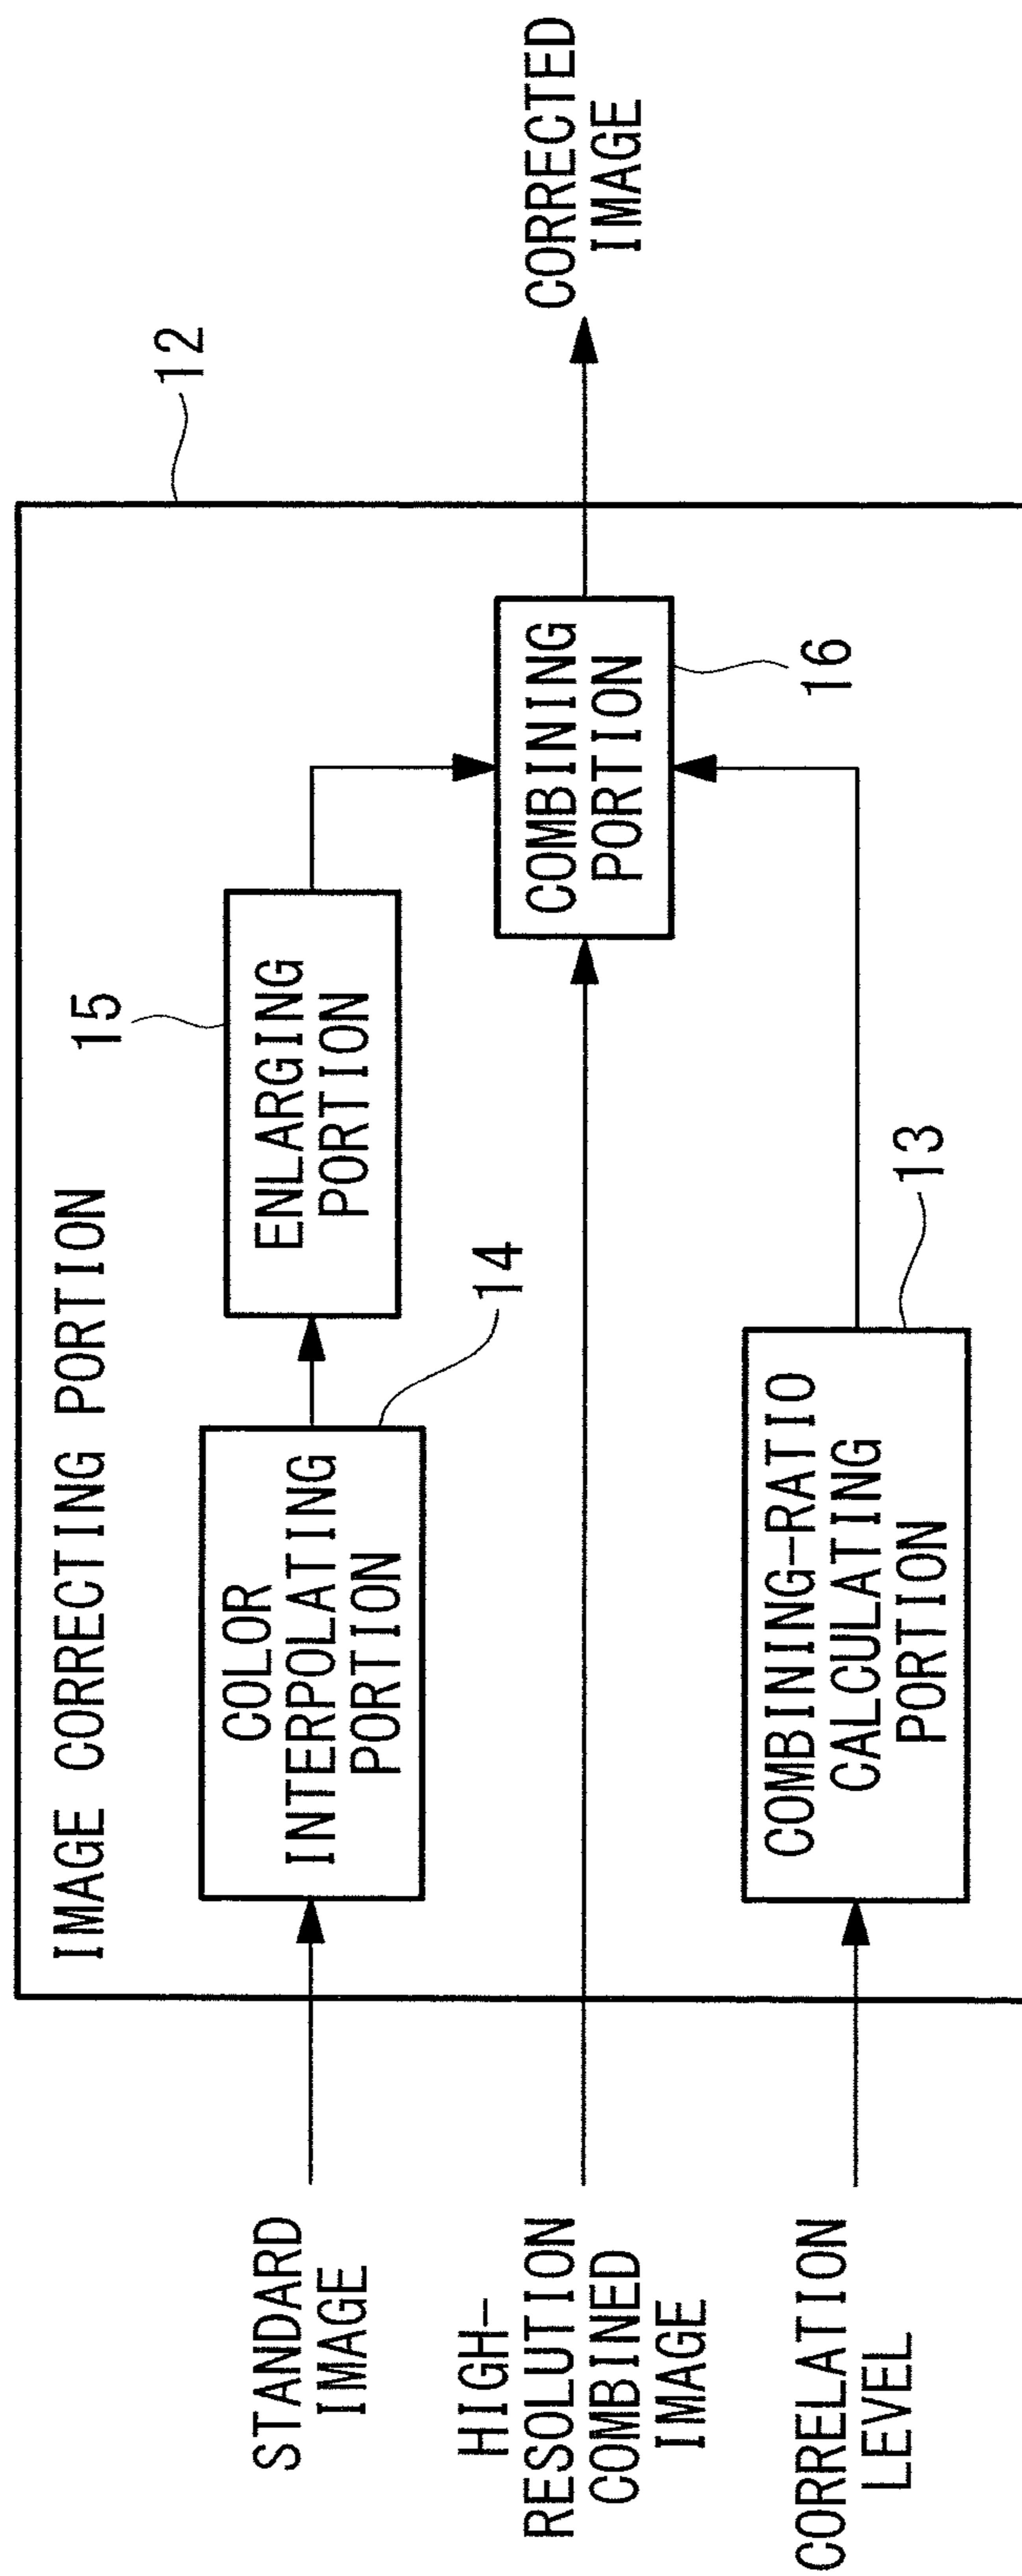 IMAGE CORRECTING PORTION
12
STANDARD
IMAGE
COLOR
INTERPOLATING
PORTION
14
ENLARGING
PORTION
15
HIGH-
RESOLUTION
COMBINED
IMAGE
COMBINING
PORTION
16
CORRECTED
IMAGE
CORRELATION
LEVEL
COMBINING-RATIO
CALCULATING
PORTION
13